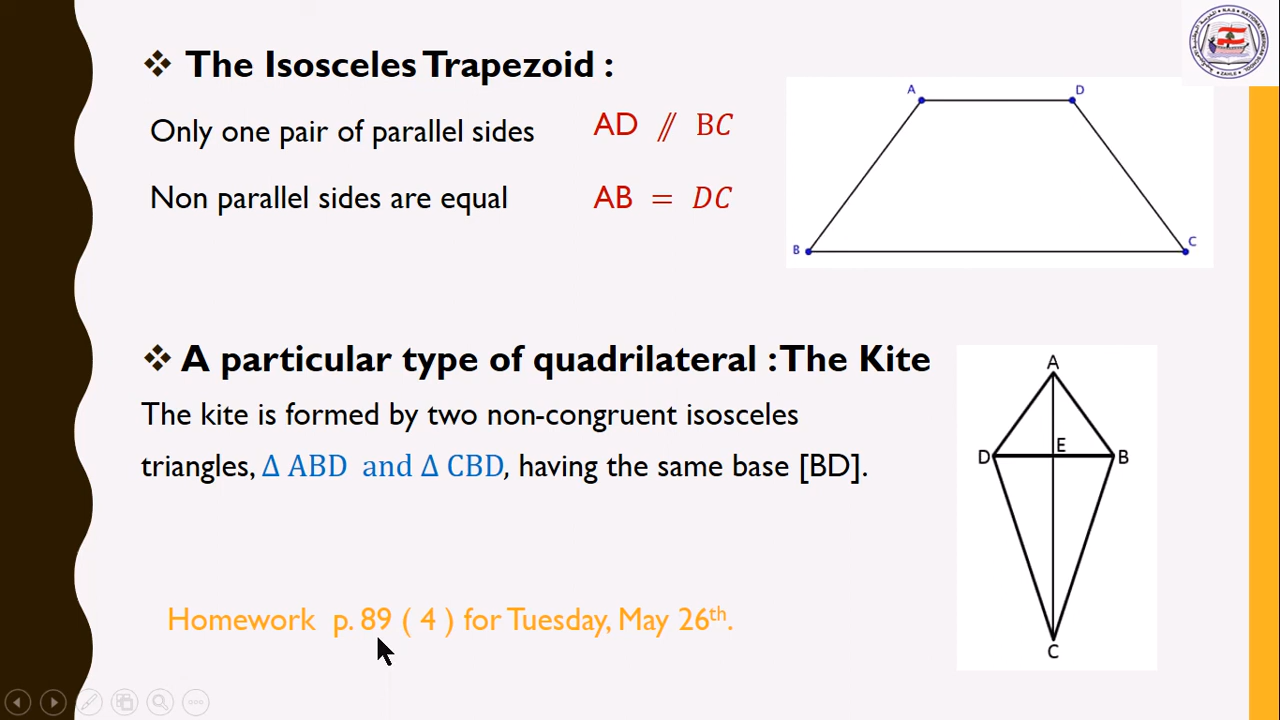 ❖ The Isosceles Trapezoid :
Only one pair of parallel sides AD ∥ BC
Non parallel sides are equal AB = DC
A D
B C
❖ A particular type of quadrilateral : The Kite
The kite is formed by two non-congruent isosceles
triangles, Δ ABD and Δ CBD, having the same base [BD].
A
E
D B
C
Homework p. 89 ( 4 ) for Tuesday, May 26th.